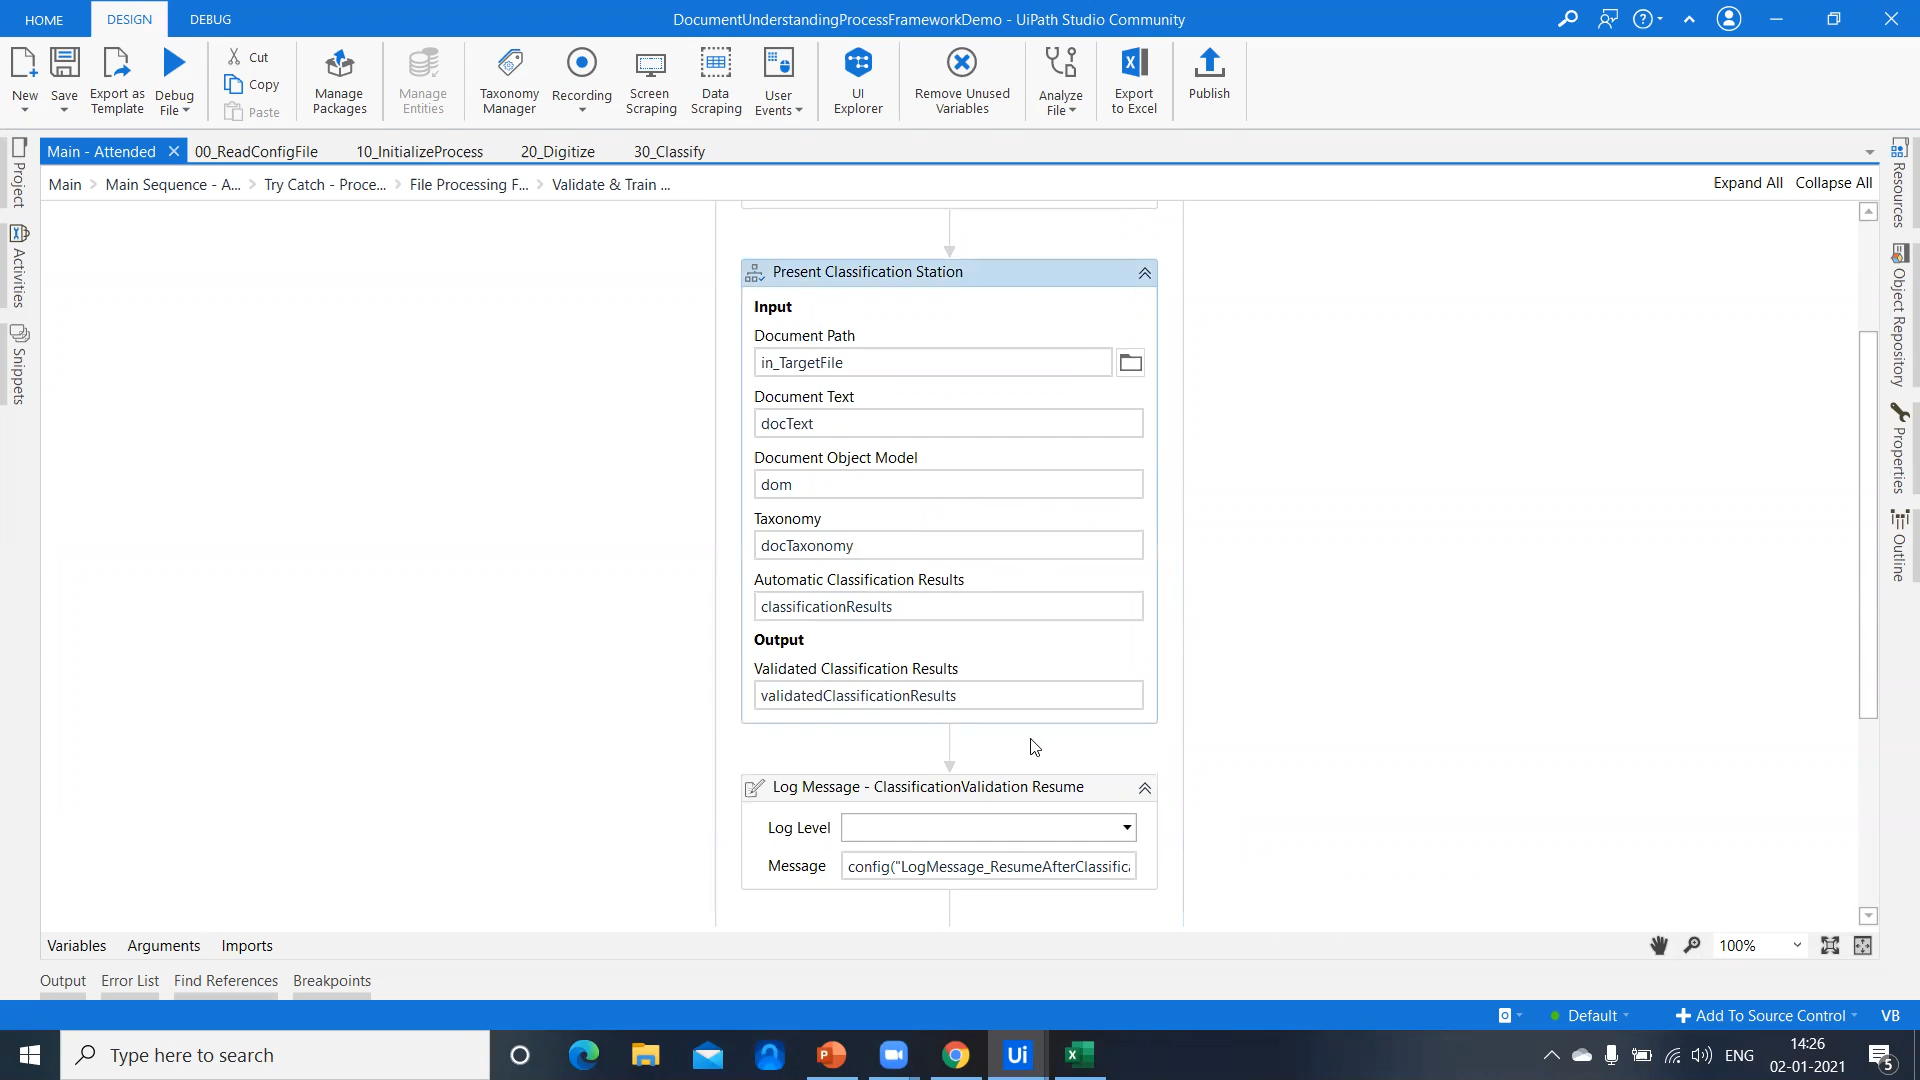 HOME
DESIGN
DEBUG
DocumentUnderstandingProcessFrameworkDemo - UiPath Studio Community
New
Save
Export as Template
Debug File
Cut
Copy
Paste
Manage Packages
Manage Entities
Taxonomy Manager
Recording
Screen Scraping
Data Scraping
User Events
UI Explorer
Remove Unused Variables
Analyze File
Export to Excel
Publish
Main - Attended
00_ReadConfigFile
10_InitializeProcess
20_Digitize
30_Classify
Main
Main Sequence - A...
Try Catch - Proce...
File Processing F...
Validate & Train ...
Expand All
Collapse All
Project
Activities
Snippets
Resources
Object Repository
Properties
Outline
Present Classification Station
Input
Document Path
in_TargetFile
Document Text
docText
Document Object Model
dom
Taxonomy
docTaxonomy
Automatic Classification Results
classificationResults
Output
Validated Classification Results
validatedClassificationResults
Log Message - ClassificationValidation Resume
Log Level
Message config("LogMessage_ResumeAfterClassific
Variables
Arguments
Imports
100%
Output
Error List
Find References
Breakpoints
Default
Add To Source Control
VB
Type here to search
Ui
ENG
14:26
02-01-2021
5